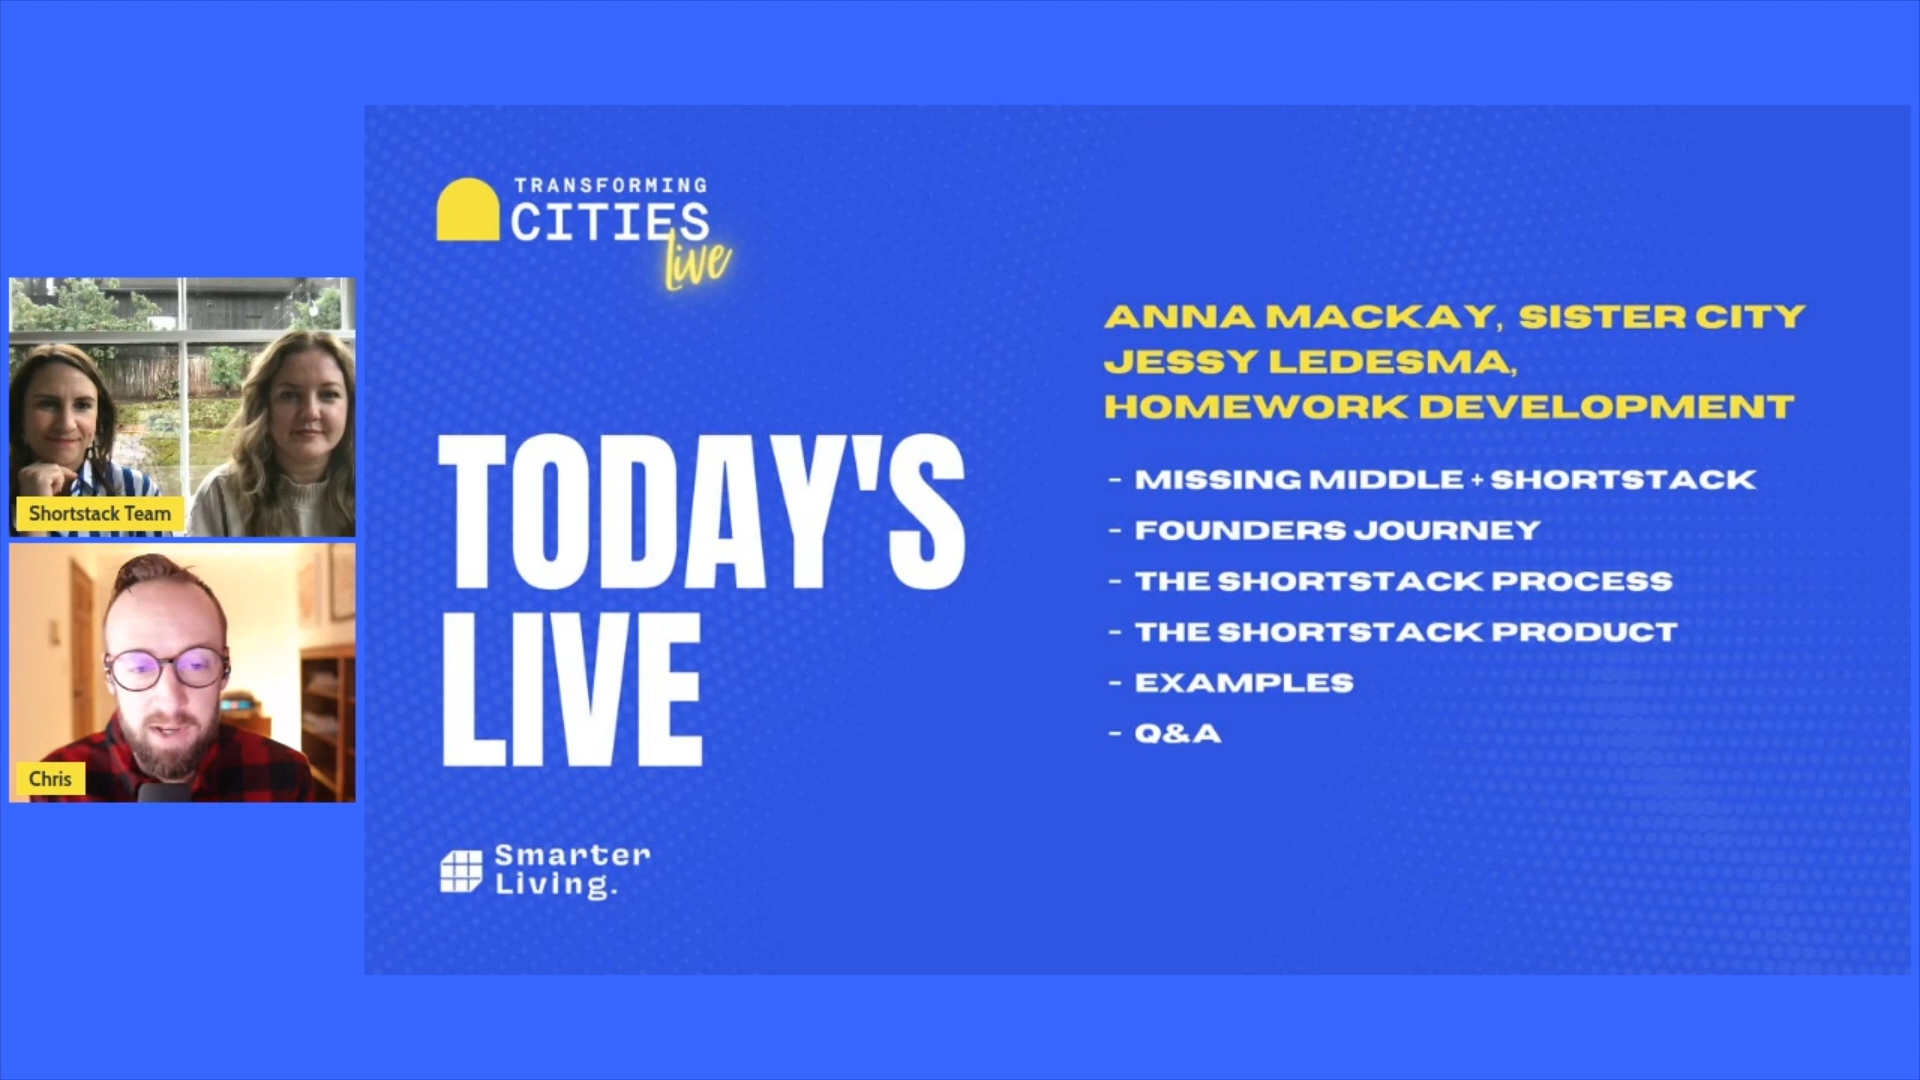 TRANSFORMING
CITIES
live
TODAY'S
LIVE
Smarter
Living.
ANNA MACKAY, SISTER CITY
JESSY LEDESMA,
HOMEWORK DEVELOPMENT
- MISSING MIDDLE + SHORTSTACK
- FOUNDERS JOURNEY
- THE SHORTSTACK PROCESS
- THE SHORTSTACK PRODUCT
- EXAMPLES
- Q&A
Shortstack Team
Chris